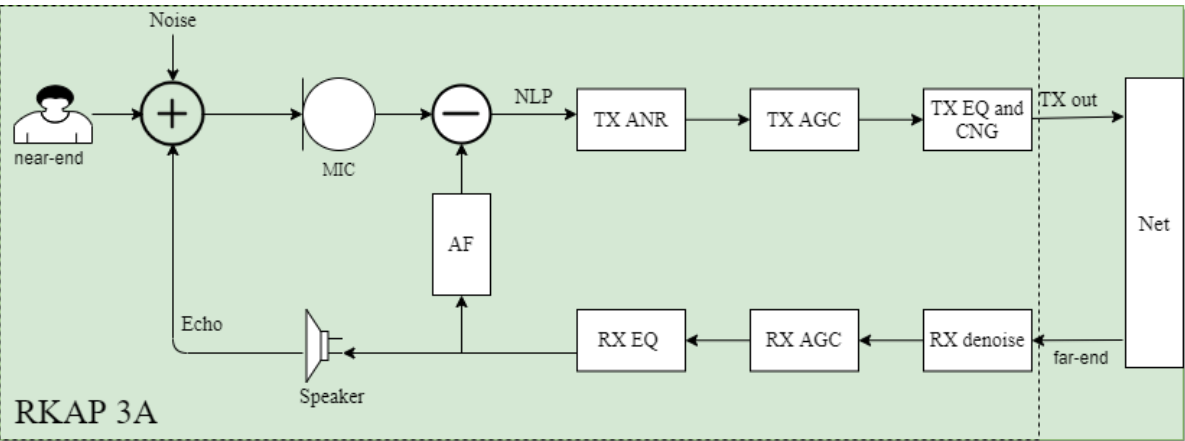 Noise
near-end
MIC
NLP
TX ANR
TX AGC
TX EQ and
CNG
TX out
Net
AF
Echo
Speaker
RX EQ
RX AGC
RX denoise
far-end
RKAP 3A